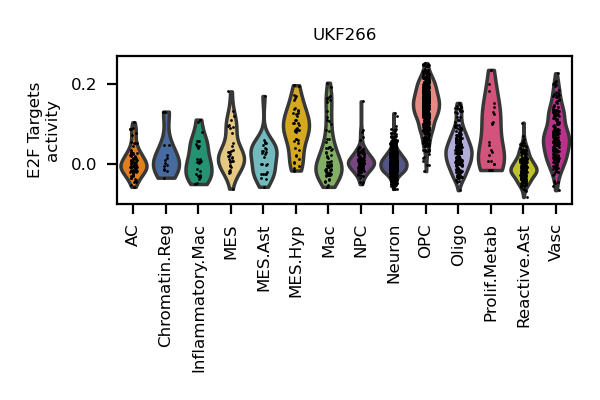 UKF266
E2F Targets
activity
0.2
0.0
AC
Chromatin.Reg
Inflammatory.Mac
MES
MES.Ast
MES.Hyp
Mac
NPC
Neuron
OPC
Oligo
Prolif.Metab
Reactive.Ast
Vasc